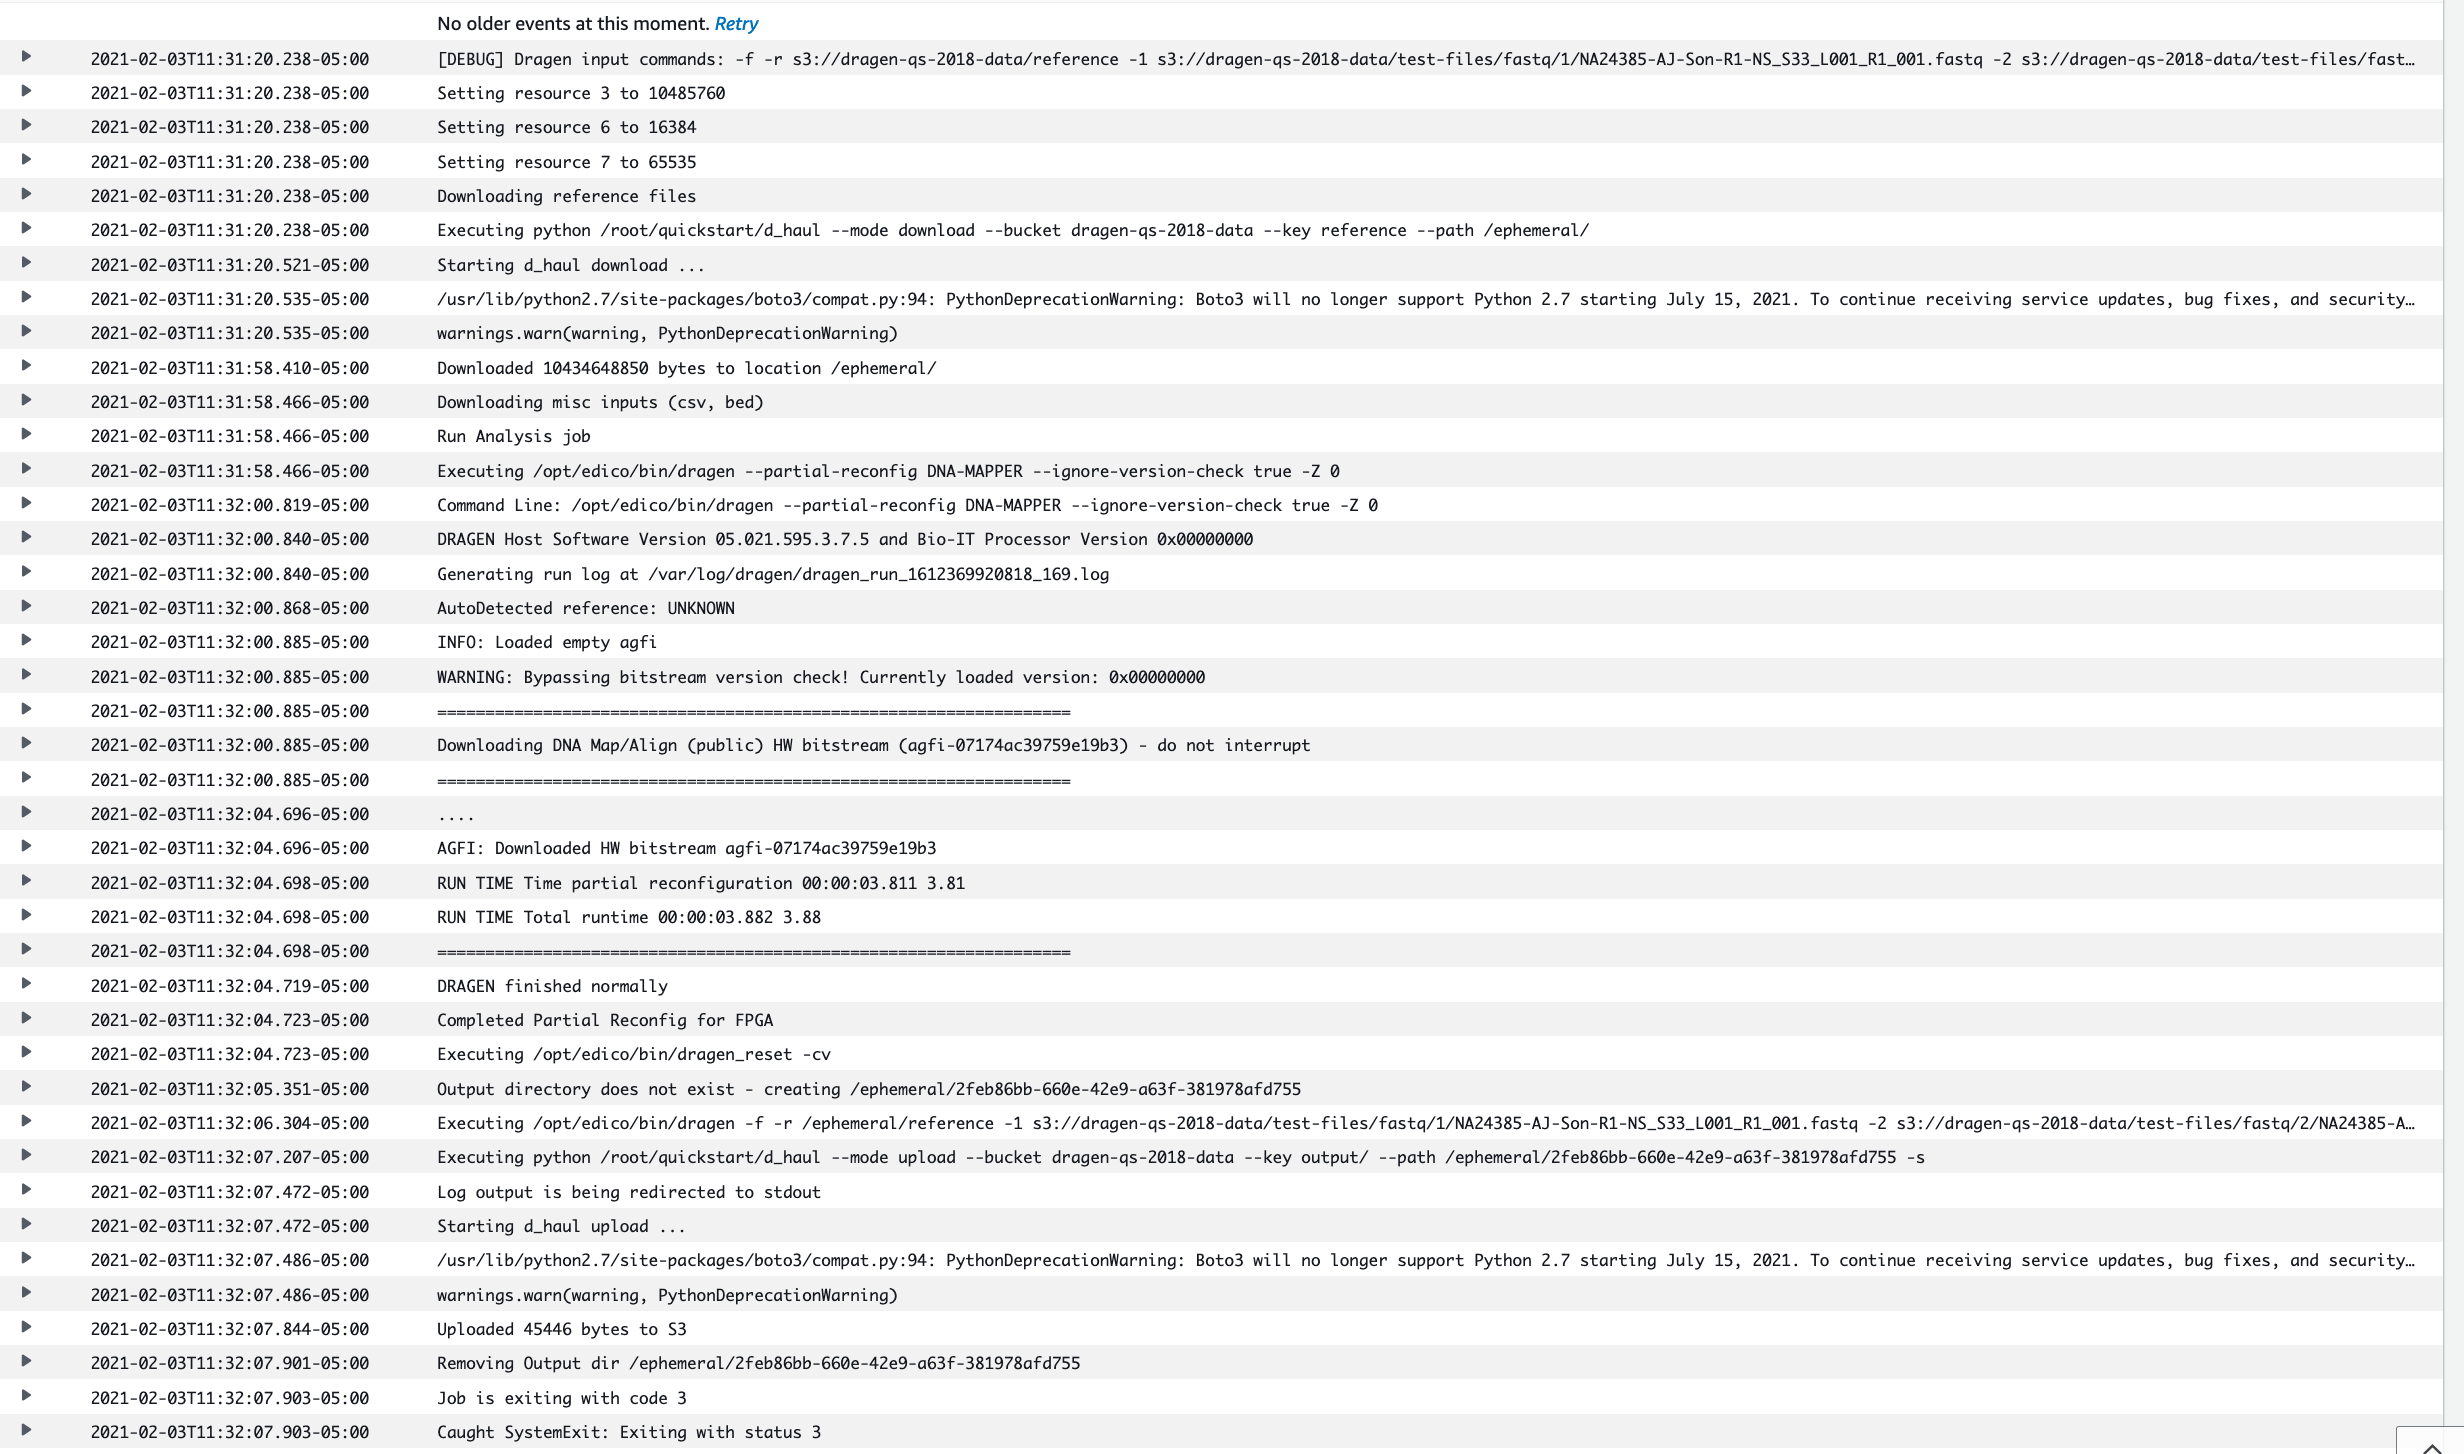 No older events at this moment. Retry
2021-02-03T11:31:20.238-05:00 [DEBUG] Dragen input commands: -f -r s3://dragen-qs-2018-data/reference -1 s3://dragen-qs-2018-data/test-files/fastq/1/NA24385-AJ-Son-R1-NS_S33_L001_R1_001.fastq -2 s3://dragen-qs-2018-data/test-files/fast…
2021-02-03T11:31:20.238-05:00 Setting resource 3 to 10485760
2021-02-03T11:31:20.238-05:00 Setting resource 6 to 16384
2021-02-03T11:31:20.238-05:00 Setting resource 7 to 65535
2021-02-03T11:31:20.238-05:00 Downloading reference files
2021-02-03T11:31:20.238-05:00 Executing python /root/quickstart/d_haul --mode download --bucket dragen-qs-2018-data --key reference --path /ephemeral/
2021-02-03T11:31:20.521-05:00 Starting d_haul download ...
2021-02-03T11:31:20.535-05:00 /usr/lib/python2.7/site-packages/boto3/compat.py:94: PythonDeprecationWarning: Boto3 will no longer support Python 2.7 starting July 15, 2021. To continue receiving service updates, bug fixes, and security…
2021-02-03T11:31:20.535-05:00 warnings.warn(warning, PythonDeprecationWarning)
2021-02-03T11:31:58.410-05:00 Downloaded 10434648850 bytes to location /ephemeral/
2021-02-03T11:31:58.466-05:00 Downloading misc inputs (csv, bed)
2021-02-03T11:31:58.466-05:00 Run Analysis job
2021-02-03T11:31:58.466-05:00 Executing /opt/edico/bin/dragen --partial-reconfig DNA-MAPPER --ignore-version-check true -Z 0
2021-02-03T11:32:00.819-05:00 Command Line: /opt/edico/bin/dragen --partial-reconfig DNA-MAPPER --ignore-version-check true -Z 0
2021-02-03T11:32:00.840-05:00 DRAGEN Host Software Version 05.021.595.3.7.5 and Bio-IT Processor Version 0x00000000
2021-02-03T11:32:00.840-05:00 Generating run log at /var/log/dragen/dragen_run_1612369920818_169.log
2021-02-03T11:32:00.868-05:00 AutoDetected reference: UNKNOWN
2021-02-03T11:32:00.885-05:00 INFO: Loaded empty agfi
2021-02-03T11:32:00.885-05:00 WARNING: Bypassing bitstream version check! Currently loaded version: 0x00000000
2021-02-03T11:32:00.885-05:00 ==================================================================
2021-02-03T11:32:00.885-05:00 Downloading DNA Map/Align (public) HW bitstream (agfi-07174ac39759e19b3) - do not interrupt
2021-02-03T11:32:00.885-05:00 ==================================================================
2021-02-03T11:32:04.696-05:00 ....
2021-02-03T11:32:04.696-05:00 AGFI: Downloaded HW bitstream agfi-07174ac39759e19b3
2021-02-03T11:32:04.698-05:00 RUN TIME Time partial reconfiguration 00:00:03.811 3.81
2021-02-03T11:32:04.698-05:00 RUN TIME Total runtime 00:00:03.882 3.88
2021-02-03T11:32:04.698-05:00 ==================================================================
2021-02-03T11:32:04.719-05:00 DRAGEN finished normally
2021-02-03T11:32:04.723-05:00 Completed Partial Reconfig for FPGA
2021-02-03T11:32:04.723-05:00 Executing /opt/edico/bin/dragen_reset -cv
2021-02-03T11:32:05.351-05:00 Output directory does not exist - creating /ephemeral/2feb86bb-660e-42e9-a63f-381978afd755
2021-02-03T11:32:06.304-05:00 Executing /opt/edico/bin/dragen -f -r /ephemeral/reference -1 s3://dragen-qs-2018-data/test-files/fastq/1/NA24385-AJ-Son-R1-NS_S33_L001_R1_001.fastq -2 s3://dragen-qs-2018-data/test-files/fastq/2/NA24385-A…
2021-02-03T11:32:07.207-05:00 Executing python /root/quickstart/d_haul --mode upload --bucket dragen-qs-2018-data --key output/ --path /ephemeral/2feb86bb-660e-42e9-a63f-381978afd755 -s
2021-02-03T11:32:07.472-05:00 Log output is being redirected to stdout
2021-02-03T11:32:07.472-05:00 Starting d_haul upload ...
2021-02-03T11:32:07.486-05:00 /usr/lib/python2.7/site-packages/boto3/compat.py:94: PythonDeprecationWarning: Boto3 will no longer support Python 2.7 starting July 15, 2021. To continue receiving service updates, bug fixes, and security…
2021-02-03T11:32:07.486-05:00 warnings.warn(warning, PythonDeprecationWarning)
2021-02-03T11:32:07.844-05:00 Uploaded 45446 bytes to S3
2021-02-03T11:32:07.901-05:00 Removing Output dir /ephemeral/2feb86bb-660e-42e9-a63f-381978afd755
2021-02-03T11:32:07.903-05:00 Job is exiting with code 3
2021-02-03T11:32:07.903-05:00 Caught SystemExit: Exiting with status 3